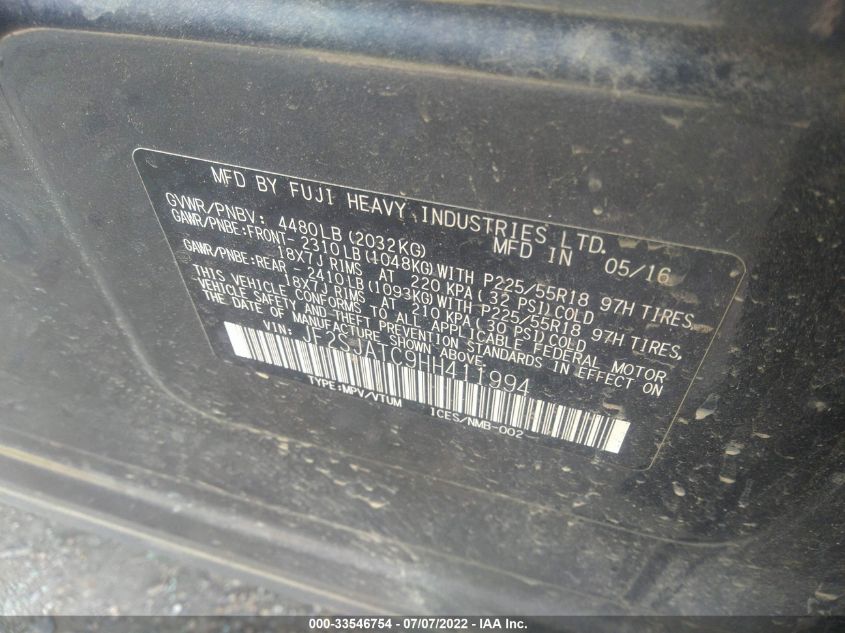 MFD BY FUJI HEAVY INDUSTRIES LTD.
GVWR/PNBV: 4480LB(2032KG) MFD IN 05/16
GAWR/PNBE:FRONT- 2310LB(1048KG)WITH P225/55R18 97H TIRES,
18X7J RIMS AT 220 KPA(32 PSI)COLD
GAWR/PNBE:REAR - 2410LB(1093KG)WITH P225/55R18 97H TIRES,
18X7J RIMS AT 210 KPA(30 PSI)COLD
THIS VEHICLE CONFORMS TO ALL APPLICABLE FEDERAL MOTOR
VEHICLE SAFETY AND THEFT PREVENTION STANDARDS IN EFFECT ON
THE DATE OF MANUFACTURE SHOWN ABOVE.
VIN: JF2SJATC9HH411994
TYPE:MPV/VTUM ICES/NMB-002
000-33546754 - 07/07/2022 - IAA Inc.